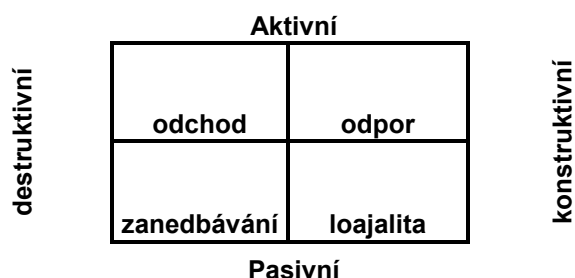 Aktivní
destruktivní
odchod odpor
konstruktivní
zanedbávání loajalita
Pasivní